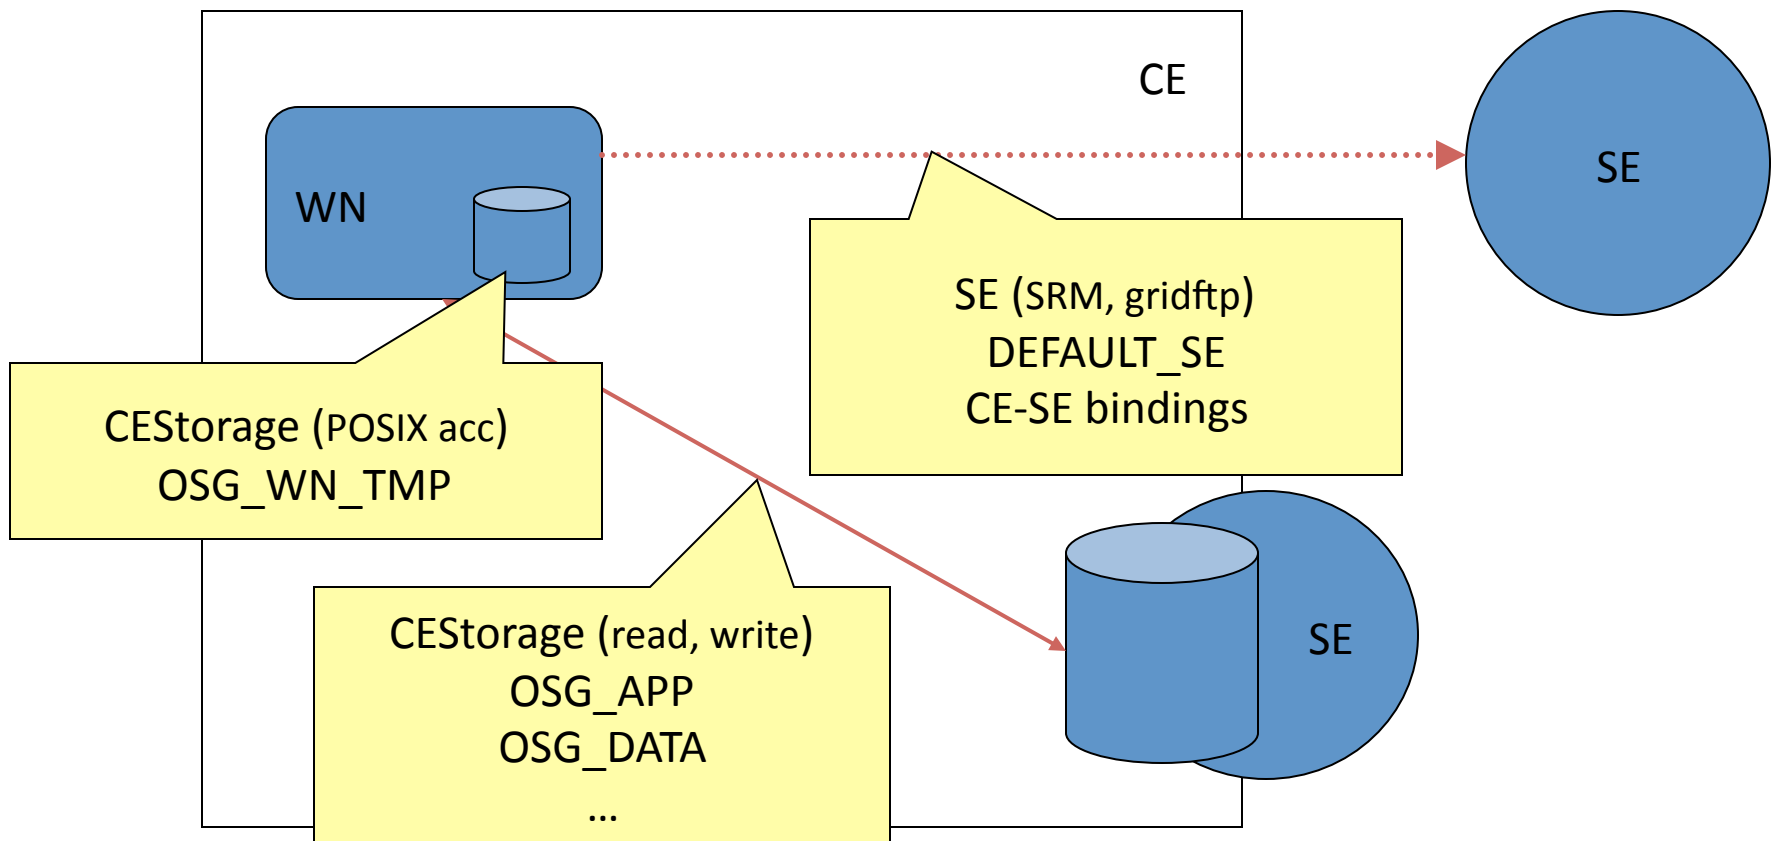 CE
WN
SE
SE (SRM, gridftp)
DEFAULT_SE
CE-SE bindings
CEStorage (POSIX acc)
OSG_WN_TMP
CEStorage (read, write)
OSG_APP
OSG_DATA
...
SE